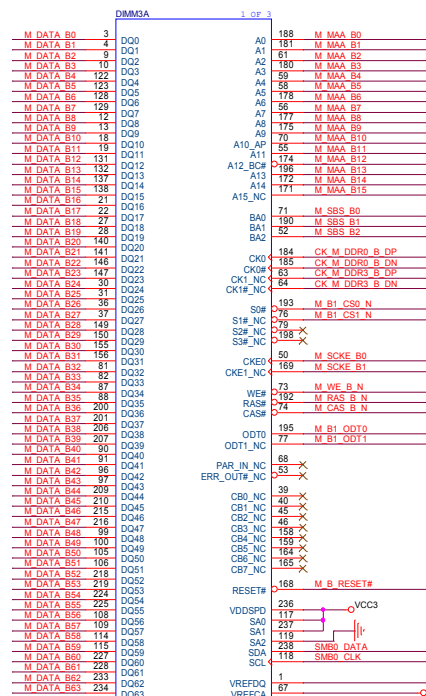 DIMM3A 1 OF 3
M_DATA_B0 3 DQ0
M_DATA_B1 4 DQ1
M_DATA_B2 9 DQ2
M_DATA_B3 10 DQ3
M_DATA_B4 122 DQ4
M_DATA_B5 123 DQ5
M_DATA_B6 128 DQ6
M_DATA_B7 129 DQ7
M_DATA_B8 12 DQ8
M_DATA_B9 13 DQ9
M_DATA_B10 18 DQ10
M_DATA_B11 19 DQ11
M_DATA_B12 131 DQ12
M_DATA_B13 132 DQ13
M_DATA_B14 137 DQ14
M_DATA_B15 138 DQ15
M_DATA_B16 21 DQ16
M_DATA_B17 22 DQ17
M_DATA_B18 27 DQ18
M_DATA_B19 28 DQ19
M_DATA_B20 140 DQ20
M_DATA_B21 141 DQ21
M_DATA_B22 146 DQ22
M_DATA_B23 147 DQ23
M_DATA_B24 30 DQ24
M_DATA_B25 31 DQ25
M_DATA_B26 36 DQ26
M_DATA_B27 37 DQ27
M_DATA_B28 149 DQ28
M_DATA_B29 150 DQ29
M_DATA_B30 155 DQ30
M_DATA_B31 156 DQ31
M_DATA_B32 81 DQ32
M_DATA_B33 82 DQ33
M_DATA_B34 87 DQ34
M_DATA_B35 88 DQ35
M_DATA_B36 200 DQ36
M_DATA_B37 201 DQ37
M_DATA_B38 206 DQ38
M_DATA_B39 207 DQ39
M_DATA_B40 90 DQ40
M_DATA_B41 91 DQ41
M_DATA_B42 96 DQ42
M_DATA_B43 97 DQ43
M_DATA_B44 209 DQ44
M_DATA_B45 210 DQ45
M_DATA_B46 215 DQ46
M_DATA_B47 216 DQ47
M_DATA_B48 99 DQ48
M_DATA_B49 100 DQ49
M_DATA_B50 105 DQ50
M_DATA_B51 106 DQ51
M_DATA_B52 218 DQ52
M_DATA_B53 219 DQ53
M_DATA_B54 224 DQ54
M_DATA_B55 225 DQ55
M_DATA_B56 108 DQ56
M_DATA_B57 109 DQ57
M_DATA_B58 114 DQ58
M_DATA_B59 115 DQ59
M_DATA_B60 227 DQ60
M_DATA_B61 228 DQ61
M_DATA_B62 233 DQ62
M_DATA_B63 234 DQ63
A0 188 M_MAA_B0
A1 181 M_MAA_B1
A2 61 M_MAA_B2
A3 180 M_MAA_B3
A4 59 M_MAA_B4
A5 58 M_MAA_B5
A6 178 M_MAA_B6
A7 56 M_MAA_B7
A8 177 M_MAA_B8
A9 175 M_MAA_B9
A10_AP 70 M_MAA_B10
A11 55 M_MAA_B11
A12_BC# 174 M_MAA_B12
A13 196 M_MAA_B13
A14 172 M_MAA_B14
A15_NC 171 M_MAA_B15
BA0 71 M_SBS_B0
BA1 190 M_SBS_B1
BA2 52 M_SBS_B2
CK0 184 CK_M_DDR0_B_DP
CK0# 185 CK_M_DDR0_B_DN
CK1_NC 63 CK_M_DDR3_B_DP
CK1#_NC 64 CK_M_DDR3_B_DN
S0# 193 M_B1_CS0_N
S1#_NC 76 M_B1_CS1_N
S2#_NC 79
S3#_NC 198
CKE0 50 M_SCKE_B0
CKE1_NC 169 M_SCKE_B1
WE# 73 M_WE_B_N
RAS# 192 M_RAS_B_N
CAS# 74 M_CAS_B_N
ODT0 195 M_B1_ODT0
ODT1_NC 77 M_B1_ODT1
PAR_IN_NC 68
ERR_OUT#_NC 53
CB0_NC 39
CB1_NC 40
CB2_NC 45
CB3_NC 46
CB4_NC 158
CB5_NC 159
CB6_NC 164
CB7_NC 165
RESET# 168 M_B_RESET#
VDDSPD 236 VCC3
SA0 117
SA1 237
SA2 119
SDA 238 SMB0_DATA
SCL 118 SMB0_CLK
VREFDQ 1
VREFCA 67